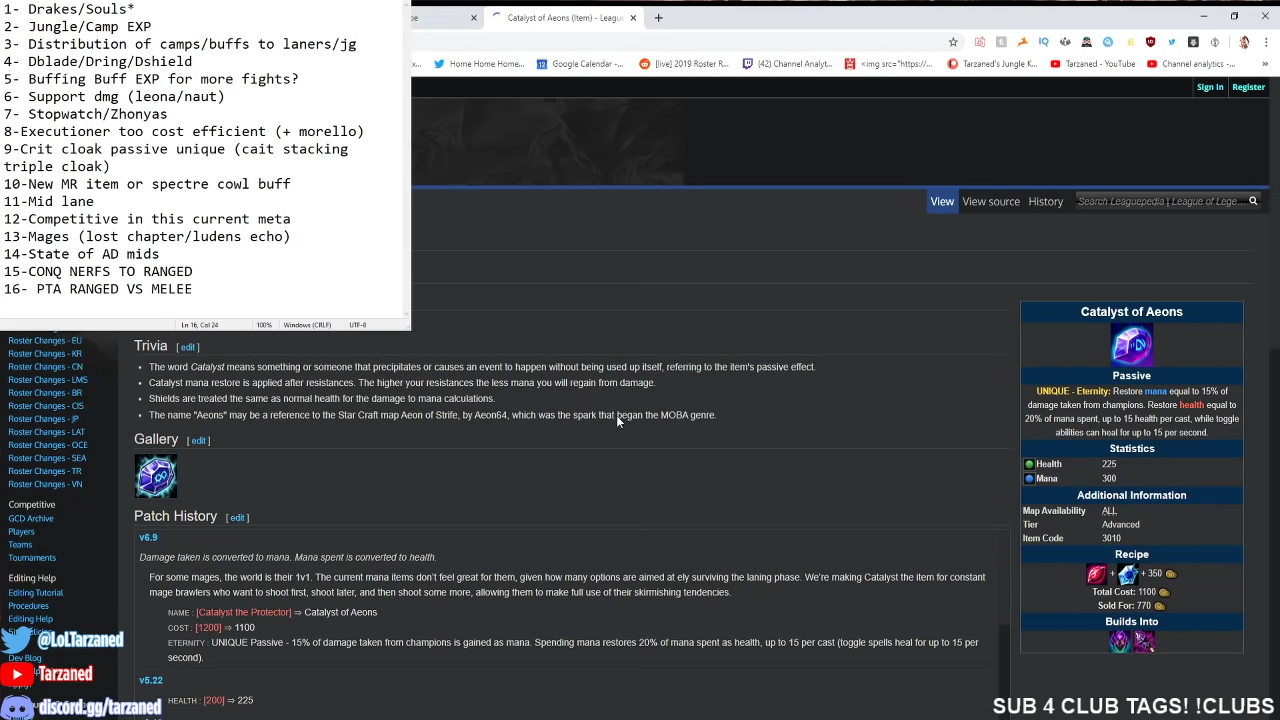 1- Drakes/Souls*
2- Jungle/Camp EXP
3- Distribution of camps/buffs to laners/jg
4- Dblade/Dring/Dshield
5- Buffing Buff EXP for more fights?
6- Support dmg (leona/naut)
7- Stopwatch/Zhonyas
8-Executioner too cost efficient (+ morello)
9-Crit cloak passive unique (cait stacking
triple cloak)
10-New MR item or spectre cowl buff
11-Mid lane
12-Competitive in this current meta
13-Mages (lost chapter/ludens echo)
14-State of AD mids
15-CONQ NERFS TO RANGED
16- PTA RANGED VS MELEE
Ln 16, Col 24 100% Windows (CRLF) UTF-8
Catalyst of Aeons (Item) - Leagu
Home Home Home... Google Calendar -... [live] 2019 Roster R... (42) Channel Analyt... <img src="https:/... Tarzaned's Jungle K... Tarzaned - YouTube Channel analytics -...
Sign In Register
View View source History Search Leaguepedia | League of Lege...
Roster Changes - EU
Roster Changes - KR
Roster Changes - CN
Roster Changes - LMS
Roster Changes - BR
Roster Changes - CIS
Roster Changes - JP
Roster Changes - LAT
Roster Changes - OCE
Roster Changes - SEA
Roster Changes - TR
Roster Changes - VN
Competitive
GCD Archive
Players
Teams
Tournaments
Editing Help
Editing Tutorial
Procedures
Editing Help
Dev Blog
Trivia [ edit ]
The word Catalyst means something or someone that precipitates or causes an event to happen without being used up itself, referring to the item's passive effect.
Catalyst mana restore is applied after resistances. The higher your resistances the less mana you will regain from damage.
Shields are treated the same as normal health for the damage to mana calculations.
The name "Aeons" may be a reference to the Star Craft map Aeon of Strife, by Aeon64, which was the spark that began the MOBA genre.
Gallery [ edit ]
Patch History [ edit ]
v6.9
Damage taken is converted to mana. Mana spent is converted to health.
For some mages, the world is their 1v1. The current mana items don't feel great for them, given how many options are aimed at ely surviving the laning phase. We're making Catalyst the item for constant
mage brawlers who want to shoot first, shoot later, and then shoot some more, allowing them to make full use of their skirmishing tendencies.
NAME : [Catalyst the Protector] ⇒ Catalyst of Aeons
COST : [1200] ⇒ 1100
ETERNITY : UNIQUE Passive - 15% of damage taken from champions is gained as mana. Spending mana restores 20% of mana spent as health, up to 15 per cast (toggle spells heal for up to 15 per
second).
v5.22
HEALTH : [200] ⇒ 225
Catalyst of Aeons
Passive
UNIQUE - Eternity: Restore mana equal to 15% of
damage taken from champions. Restore health equal to
20% of mana spent, up to 15 health per cast, while toggle
abilities can heal for up to 15 per second.
Statistics
Health 225
Mana 300
Additional Information
Map Availability ALL
Tier Advanced
Item Code 3010
Recipe
+ + 350
Total Cost: 1100
Sold For: 770
Builds Into
@LoLTarzaned
Tarzaned
discord.gg/tarzaned
SUB 4 CLUB TAGS! !CLUBS